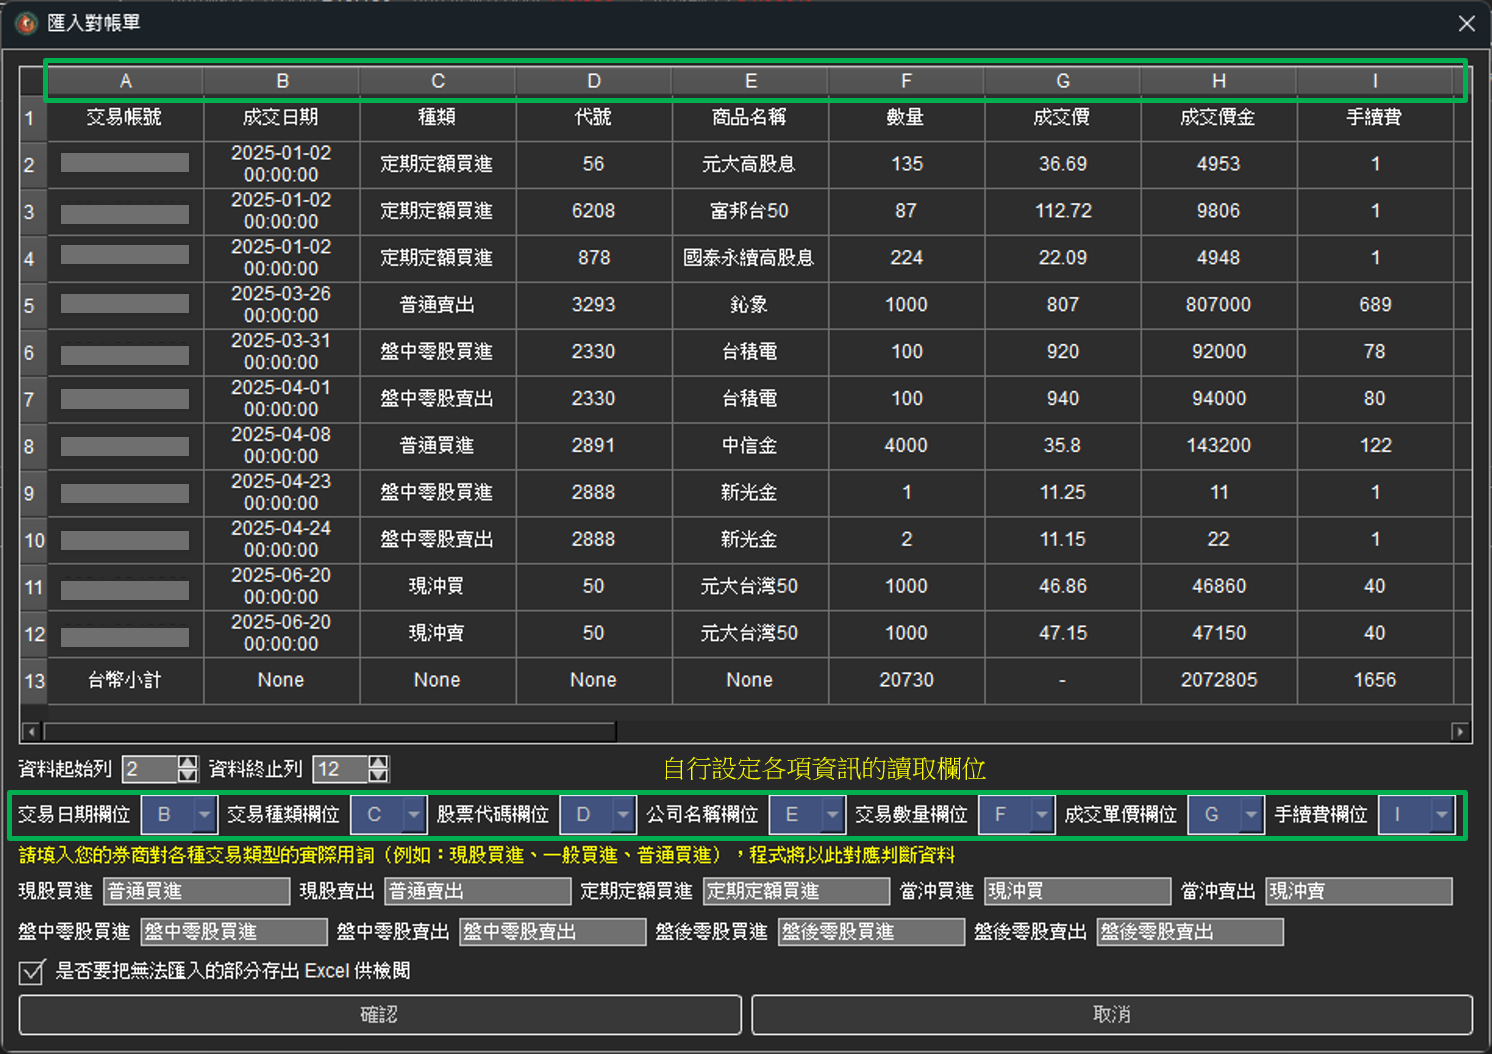 匯入對帳單
A B C D E F G H I
1 交易帳號 成交日期 種類 代號 商品名稱 數量 成交價 成交價金 手續費
2 2025-01-02 00:00:00 定期定額買進 56 元大高股息 135 36.69 4953 1
3 2025-01-02 00:00:00 定期定額買進 6208 富邦台50 87 112.72 9806 1
4 2025-01-02 00:00:00 定期定額買進 878 國泰永續高股息 224 22.09 4948 1
5 2025-03-26 00:00:00 普通賣出 3293 鈊象 1000 807 807000 689
6 2025-03-31 00:00:00 盤中零股買進 2330 台積電 100 920 92000 78
7 2025-04-01 00:00:00 盤中零股賣出 2330 台積電 100 940 94000 80
8 2025-04-08 00:00:00 普通買進 2891 中信金 4000 35.8 143200 122
9 2025-04-23 00:00:00 盤中零股買進 2888 新光金 1 11.25 11 1
10 2025-04-24 00:00:00 盤中零股賣出 2888 新光金 2 11.15 22 1
11 2025-06-20 00:00:00 現沖買 50 元大台灣50 1000 46.86 46860 40
12 2025-06-20 00:00:00 現沖賣 50 元大台灣50 1000 47.15 47150 40
13 台幣小計 None None None None 20730 - 2072805 1656
資料起始列 2 資料終止列 12 自行設定各項資訊的讀取欄位
交易日期欄位 B 交易種類欄位 C 股票代碼欄位 D 公司名稱欄位 E 交易數量欄位 F 成交單價欄位 G 手續費欄位 I
請填入您的券商對各種交易類型的實際用詞（例如：現股買進、一般買進、普通買進），程式將以此對應判斷資料
現股買進 普通買進 現股賣出 普通賣出 定期定額買進 定期定額買進 當沖買進 現沖買 當沖賣出 現沖賣
盤中零股買進 盤中零股買進 盤中零股賣出 盤中零股賣出 盤後零股買進 盤後零股買進 盤後零股賣出 盤後零股賣出
是否要把無法匯入的部分存出 Excel 供檢閱
確認 取消